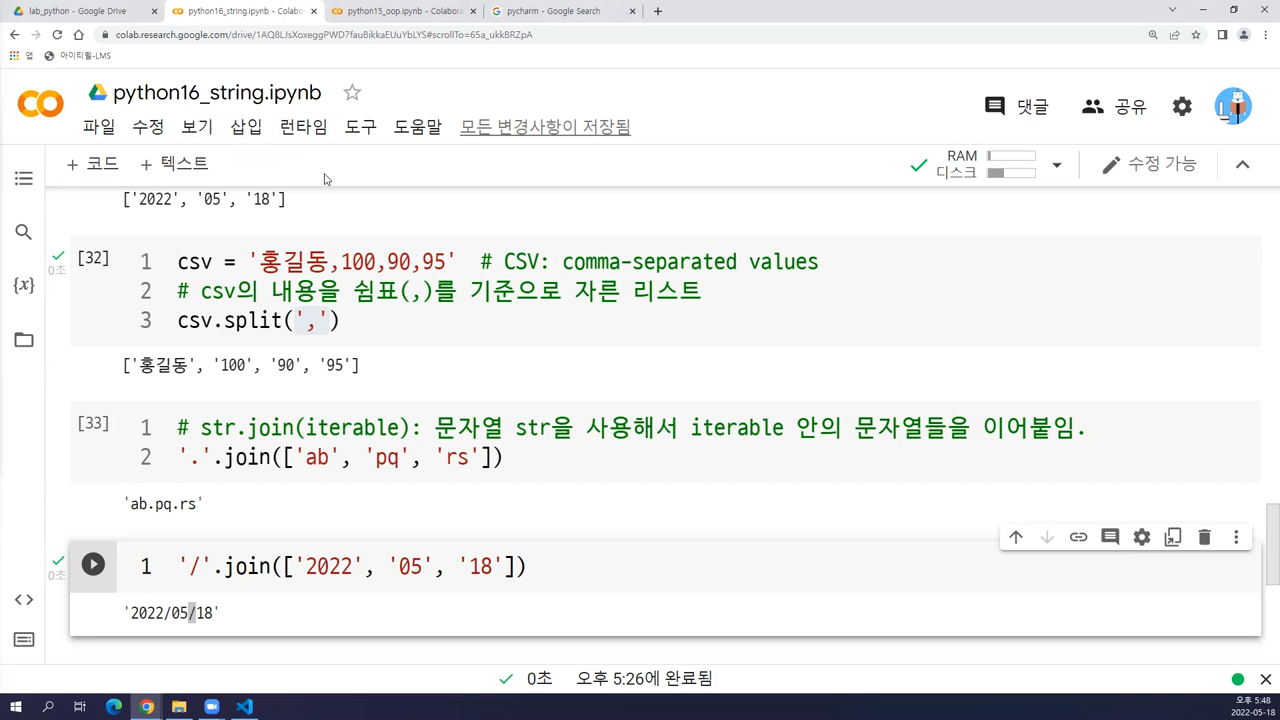 lab_python - Google Drive
python16_string.ipynb - Colabo
python15_oop.ipynb - Colabora
pycharm - Google Search
colab.research.google.com/drive/1AQ8LJsXoxeggPWD7fauBikkaEUuYbLYS#scrollTo=65a_ukkBRZpA
앱
아이티윌-LMS
python16_string.ipynb
댓글
공유
파일 수정 보기 삽입 런타임 도구 도움말 모든 변경사항이 저장됨
+ 코드 + 텍스트
RAM
디스크
수정 가능
['2022', '05', '18']
[32]
0초
1 csv = '홍길동,100,90,95' # CSV: comma-separated values
2 # csv의 내용을 쉼표(,)를 기준으로 자른 리스트
3 csv.split(',')
['홍길동', '100', '90', '95']
[33]
1 # str.join(iterable): 문자열 str을 사용해서 iterable 안의 문자열들을 이어붙임.
2 '.'.join(['ab', 'pq', 'rs'])
'ab.pq.rs'
0초
1 '/'.join(['2022', '05', '18'])
'2022/05/18'
0초 오후 5:26에 완료됨
오후 5:48
2022-05-18